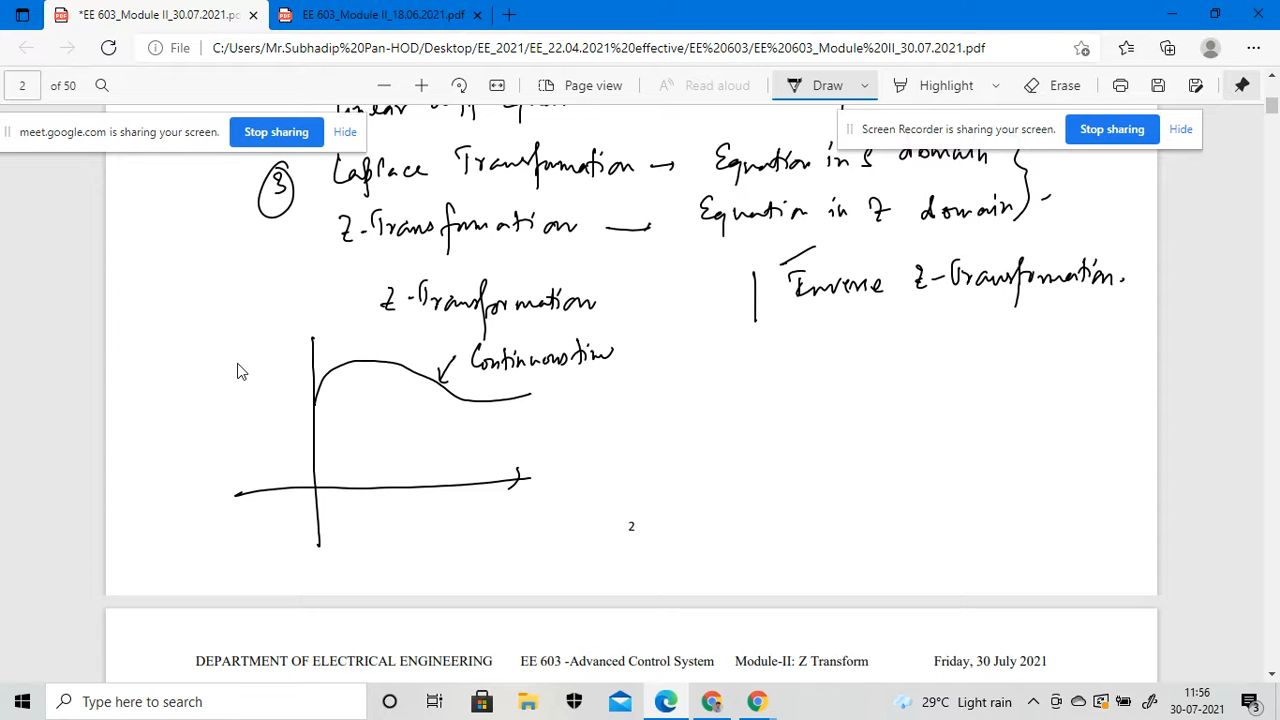 *EE 603_Module II_30.07.2021.pd
EE 603_Module II_18.06.2021.pdf
File
C:/Users/Mr.Subhadip%20Pan-HOD/Desktop/EE_2021/EE_22.04.2021%20effective/EE%20603/EE%20603_Module%20II_30.07.2021.pdf
2 of 50
Page view
Read aloud
Draw
Highlight
Erase
meet.google.com is sharing your screen. Stop sharing Hide
Screen Recorder is sharing your screen. Stop sharing Hide
③ Laplace Transformation → Equation in S domain
Z-Transformation — Equation in Z domain
Inverse Z-Transformation.
Z-Transformation
Continuous time
2
DEPARTMENT OF ELECTRICAL ENGINEERING EE 603 -Advanced Control System Module-II: Z Transform Friday, 30 July 2021
Type here to search
29°C Light rain
11:56
30-07-2021
3